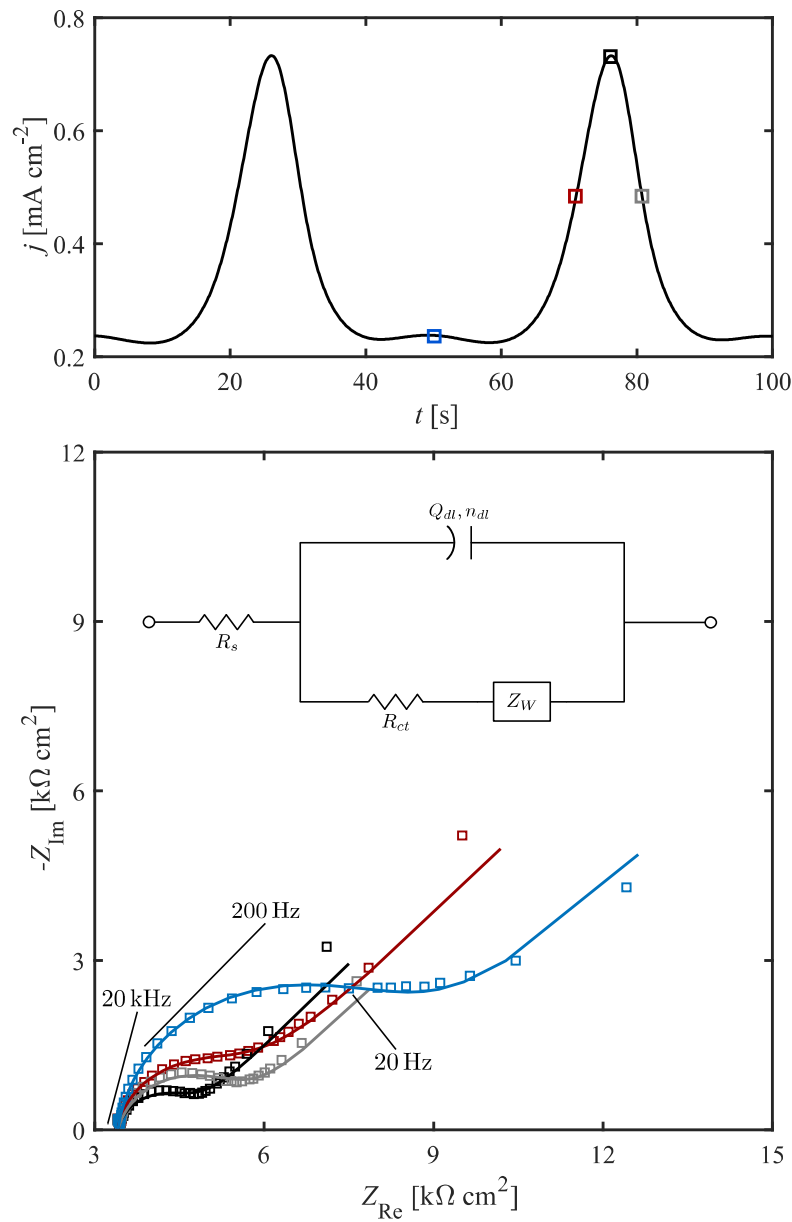 0.8
0.6
0.4
0.2
j [mA cm-2]
0 20 40 60 80 100
t [s]
12
9
6
3
0
-ZIm [kΩ cm2]
Qdl, ndl
Rs
Rct
ZW
200 Hz
20 kHz
20 Hz
3 6 9 12 15
ZRe [kΩ cm2]